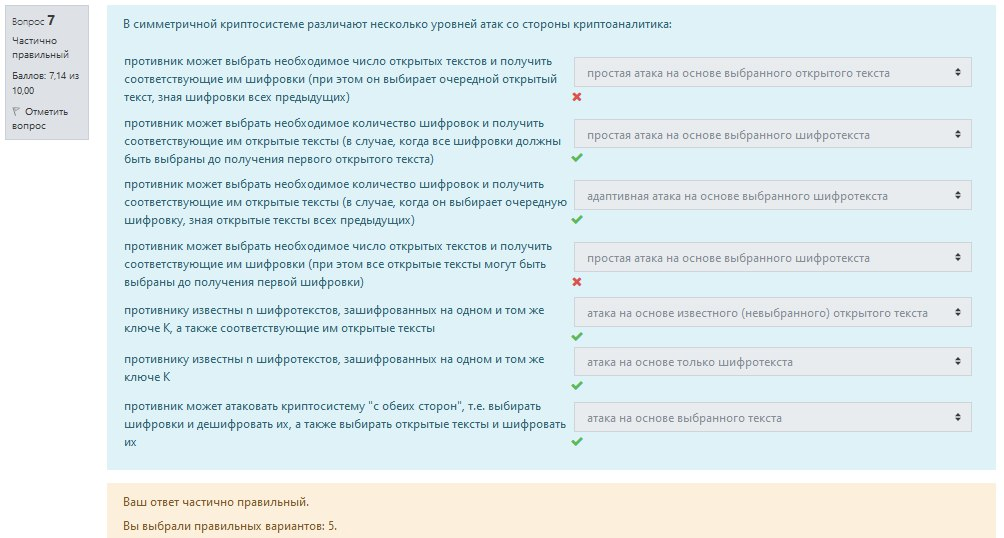 Вопрос 7
Частично
правильный
Баллов: 7,14 из
10,00
Отметить
вопрос
В симметричной криптосистеме различают несколько уровней атак со стороны криптоаналитика:
противник может выбрать необходимое число открытых текстов и получить
соответствующие им шифровки (при этом он выбирает очередной открытый
текст, зная шифровки всех предыдущих)
простая атака на основе выбранного открытого текста
противник может выбрать необходимое количество шифровок и получить
соответствующие им открытые тексты (в случае, когда все шифровки должны
быть выбраны до получения первого открытого текста)
простая атака на основе выбранного шифротекста
противник может выбрать необходимое количество шифровок и получить
соответствующие им открытые тексты (в случае, когда он выбирает очередную
шифровку, зная открытые тексты всех предыдущих)
адаптивная атака на основе выбранного шифротекста
противник может выбрать необходимое число открытых текстов и получить
соответствующие им шифровки (при этом все открытые тексты могут быть
выбраны до получения первой шифровки)
простая атака на основе выбранного шифротекста
противнику известны n шифротекстов, зашифрованных на одном и том же
ключе К, а также соответствующие им открытые тексты
атака на основе известного (невыбранного) открытого текста
противнику известны n шифротекстов, зашифрованных на одном и том же
ключе К
атака на основе только шифротекста
противник может атаковать криптосистему "с обеих сторон", т.е. выбирать
шифровки и дешифровать их, а также выбирать открытые тексты и шифровать
их
атака на основе выбранного текста
Ваш ответ частично правильный.
Вы выбрали правильных вариантов: 5.